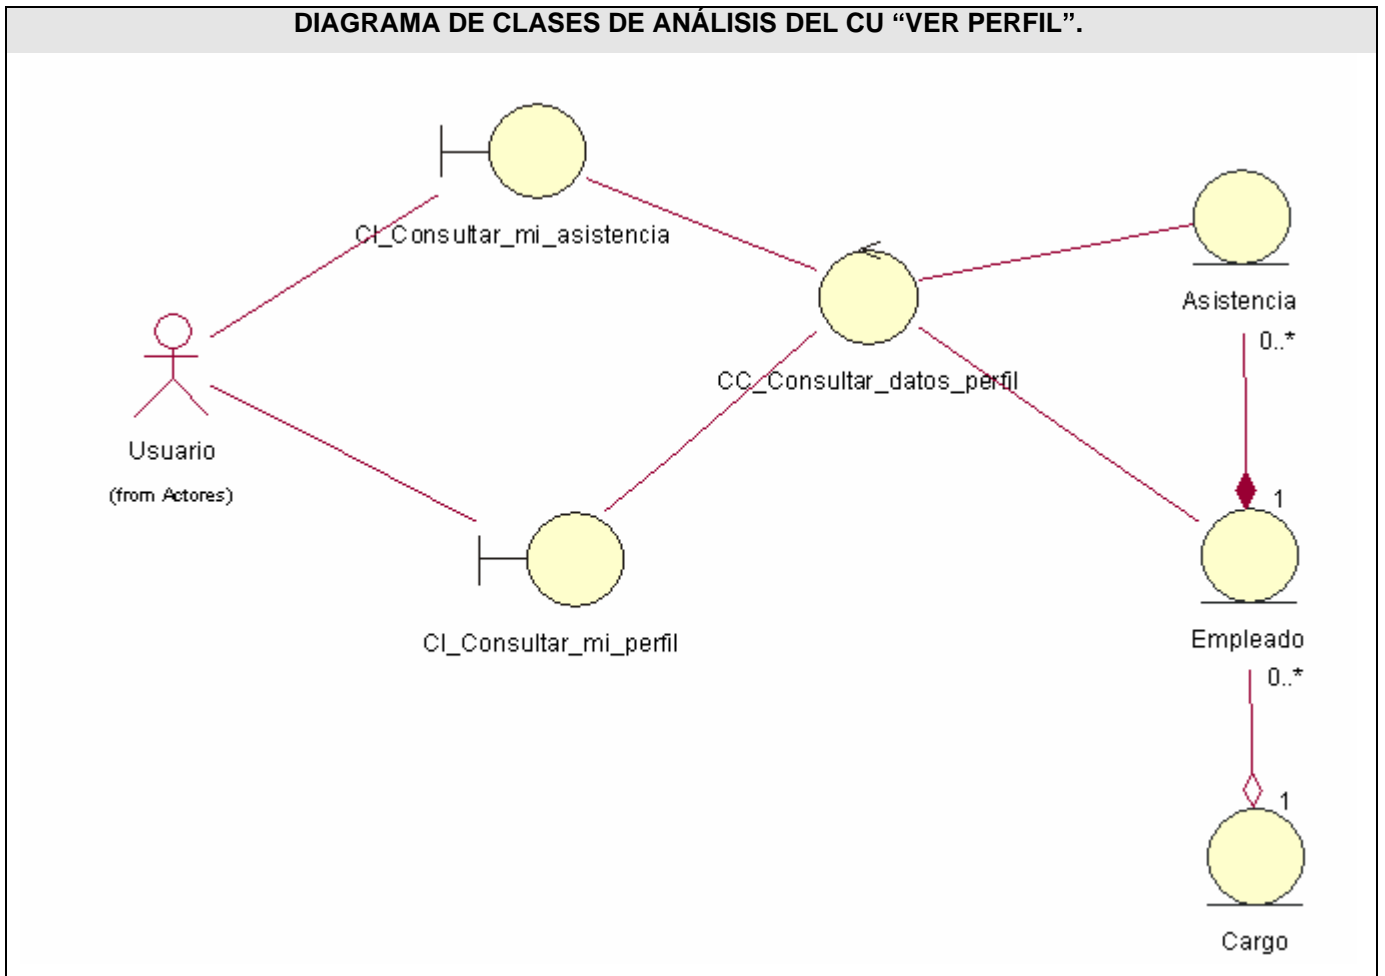 DIAGRAMA DE CLASES DE ANÁLISIS DEL CU “VER PERFIL”.
CI_Consultar_mi_asistencia
Asistencia
0..*
CC_Consultar_datos_perfil
Usuario
(from Actores)
1
CI_Consultar_mi_perfil
Empleado
0..*
1
Cargo